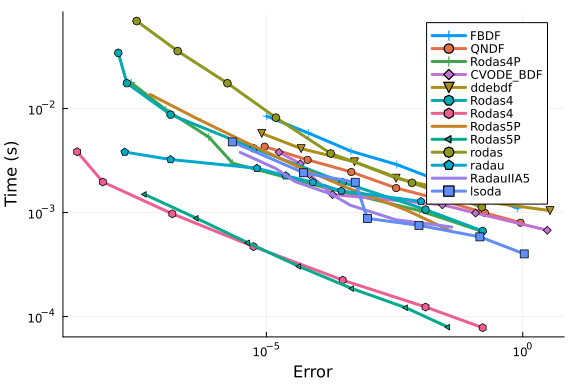 Time (s)
10⁻²
10⁻³
10⁻⁴
10⁻⁵
10⁰
Error
FBDF
QNDF
Rodas4P
CVODE_BDF
ddebdf
Rodas4
Rodas4
Rodas5P
Rodas5P
rodas
radau
RadauIIA5
lsoda